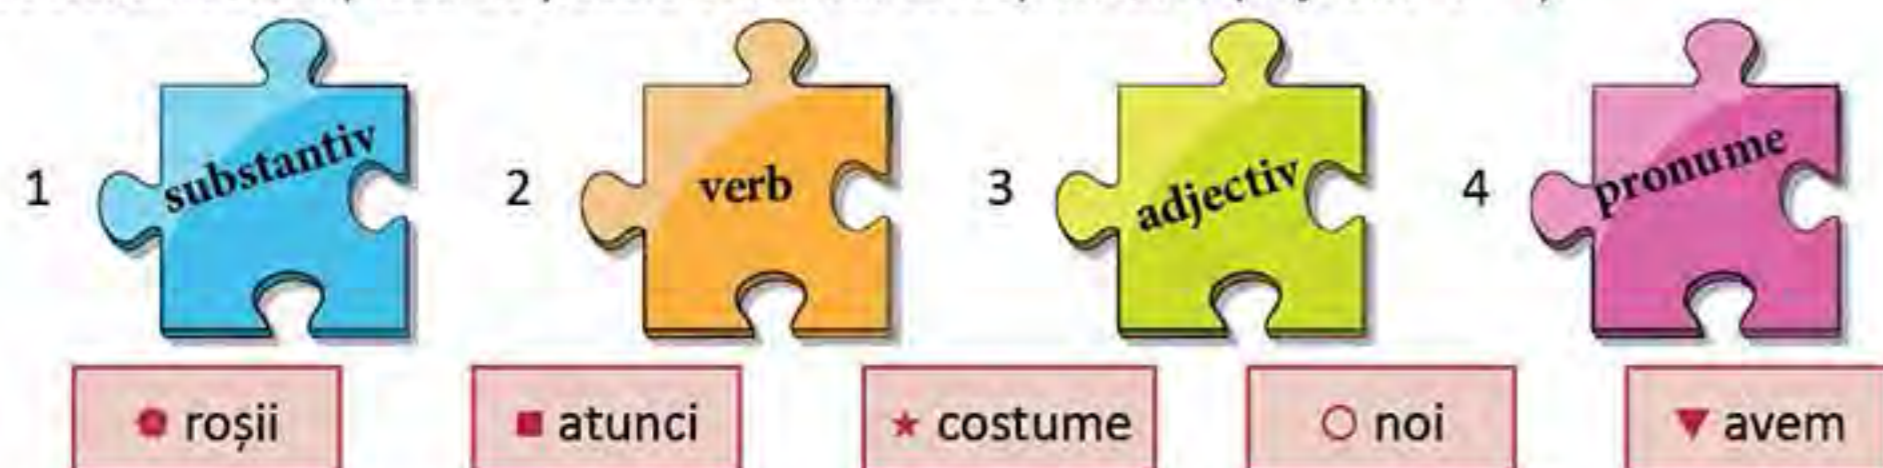 1 substantiv 2 verb 3 adjectiv 4 pronume
roșii atunci costume noi avem